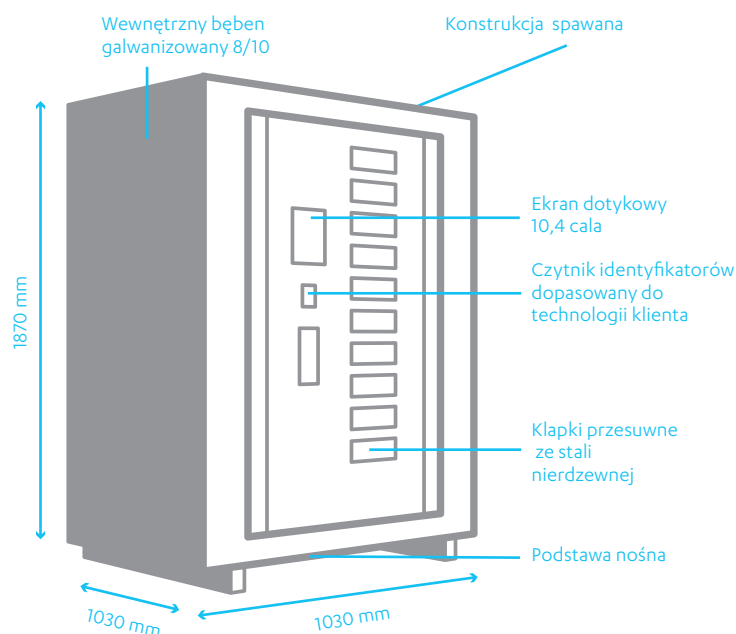 Wewnętrzny bęben
galwanizowany 8/10
Konstrukcja spawana
Ekran dotykowy
10,4 cala
Czytnik identyfikatorów
dopasowany do
technologii klienta
1870 mm
Klapki przesuwne
ze stali
nierdzewnej
Podstawa nośna
1030 mm
1030 mm